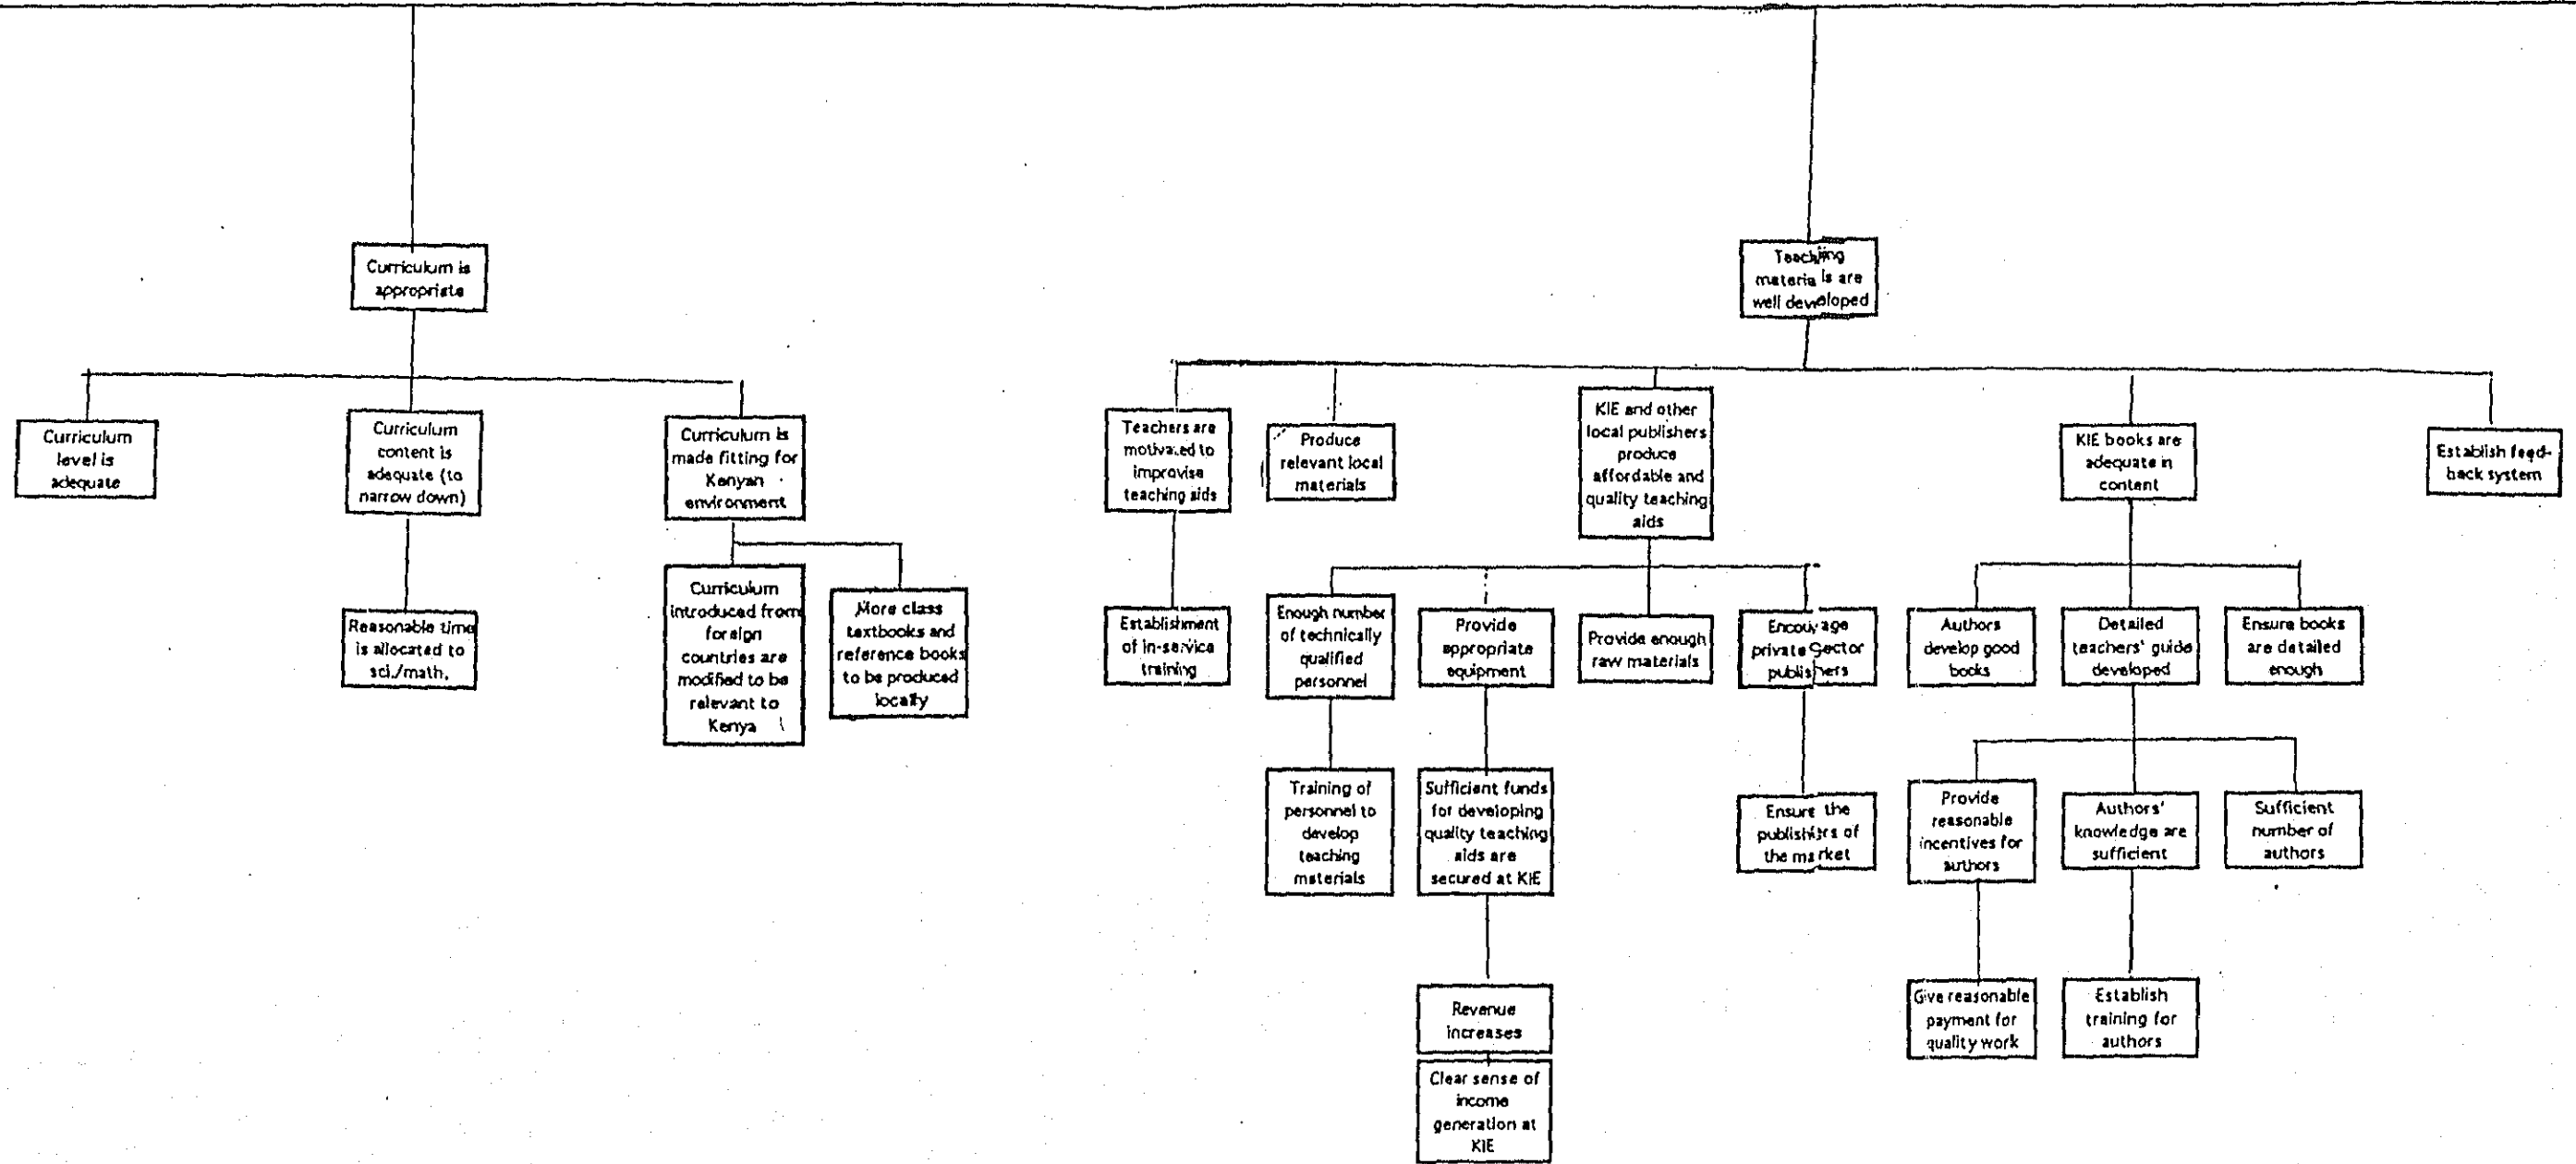 Curriculum is
appropriate
Teaching
materials are
well developed
Curriculum
level is
adequate
Curriculum
content is
adequate (to
narrow down)
Curriculum is
made fitting for
Kenyan
environment
Teachers are
motivated to
improvise
teaching aids
Produce
relevant local
materials
KIE and other
local publishers
produce
affordable and
quality teaching
aids
KIE books are
adequate in
content
Establish feed-
back system
Reasonable time
is allocated to
sci./math.
Curriculum
introduced from
foreign
countries are
modified to be
relevant to
Kenya
More class
textbooks and
reference books
to be produced
locally
Establishment
of in-service
training
Enough number
of technically
qualified
personnel
Provide
appropriate
equipment
Provide enough
raw materials
Encourage
private Sector
publishers
Authors
develop good
books
Detailed
teachers' guide
developed
Ensure books
are detailed
enough
Training of
personnel to
develop
teaching
materials
Sufficient funds
for developing
quality teaching
aids are
secured at KIE
Ensure the
publishers of
the market
Provide
reasonable
incentives for
authors
Authors'
knowledge are
sufficient
Sufficient
number of
authors
Revenue
increases
Give reasonable
payment for
quality work
Establish
training for
authors
Clear sense of
income
generation at
KIE